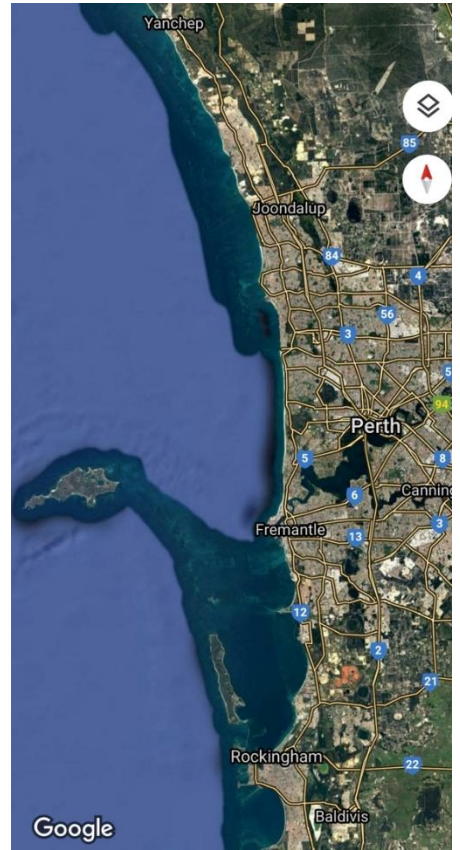 Yanchep
85
Joondalup
84
4
56
3
5
94
Perth
5
8
6
Canning
Fremantle
3
13
12
2
21
Rockingham
22
Baldivis
Google